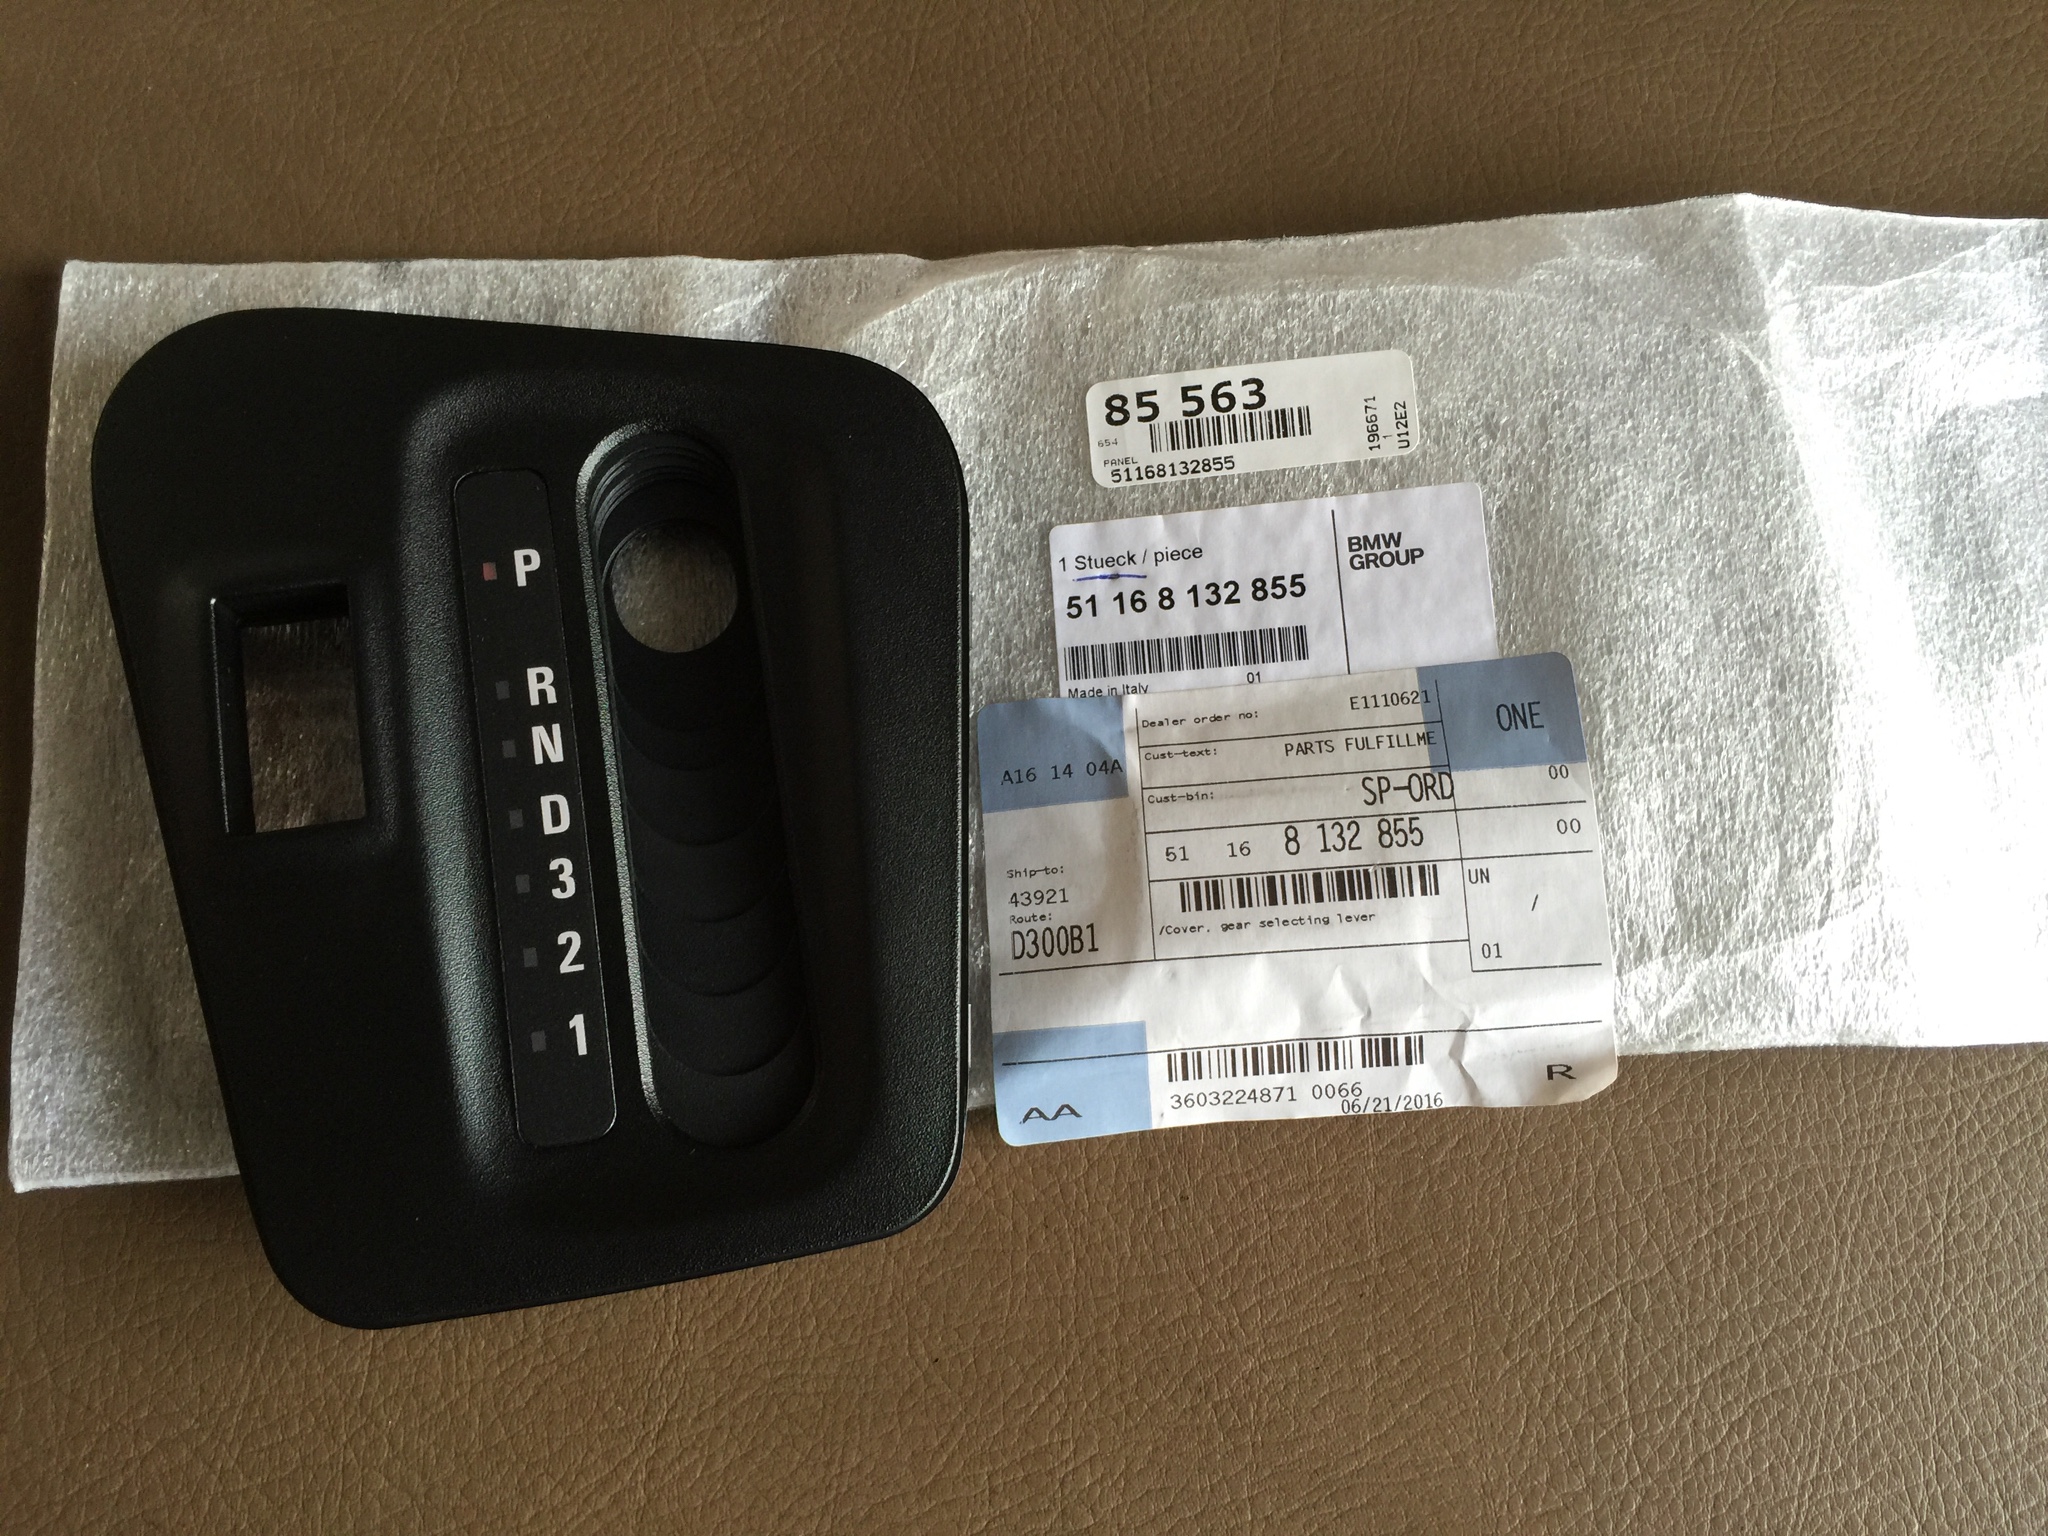 P
R
N
D
3
2
1
85 563
654
PANEL
51168132855
196671
1
U12E2
1 Stueck / piece
51 16 8 132 855
Made in Italy
01
BMW
GROUP
A16 14 04A
Dealer order no:
E1110621
ONE
Cust-text:
PARTS FULFILLME
Cust-bin:
SP-ORD
00
51 16 8 132 855
00
Ship-to:
43921
Route:
D300B1
/Cover, gear selecting lever
UN
/
01
AA
3603224871 0066
06/21/2016
R